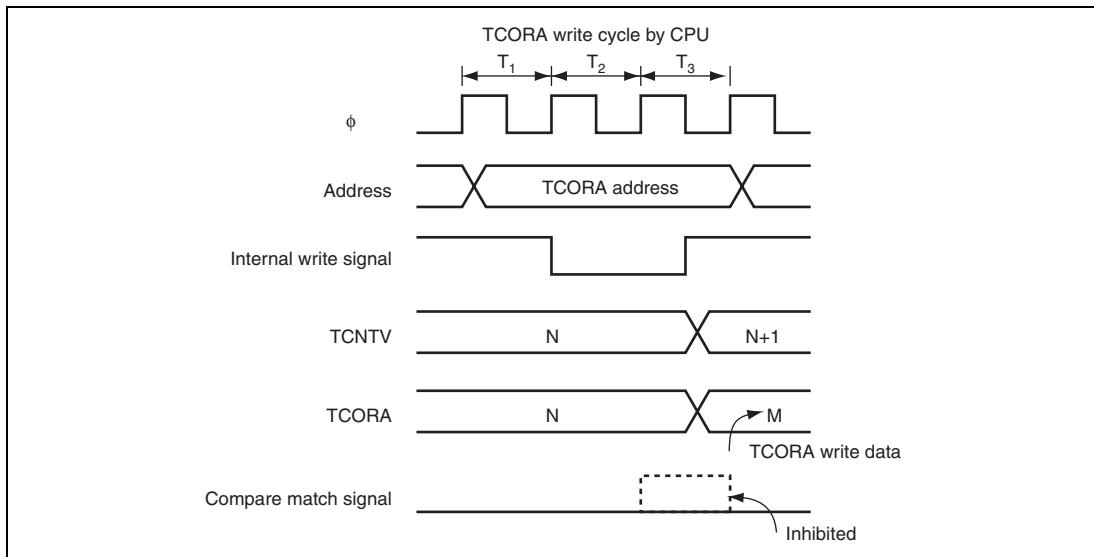 TCORA write cycle by CPU
T1 T2 T3
φ
Address TCORA address
Internal write signal
TCNTV N N+1
TCORA N M
TCORA write data
Compare match signal
Inhibited